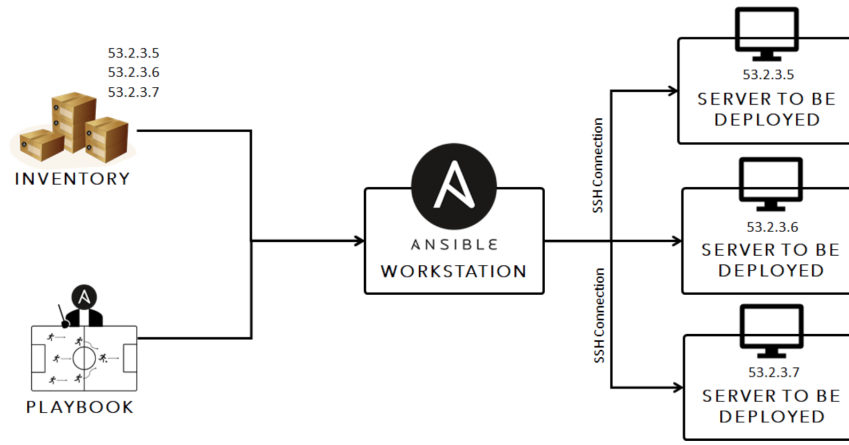 53.2.3.5
53.2.3.6
53.2.3.7
INVENTORY
PLAYBOOK
ANSIBLE
WORKSTATION
SSH Connection
SSH Connection
53.2.3.5
SERVER TO BE
DEPLOYED
53.2.3.6
SERVER TO BE
DEPLOYED
53.2.3.7
SERVER TO BE
DEPLOYED